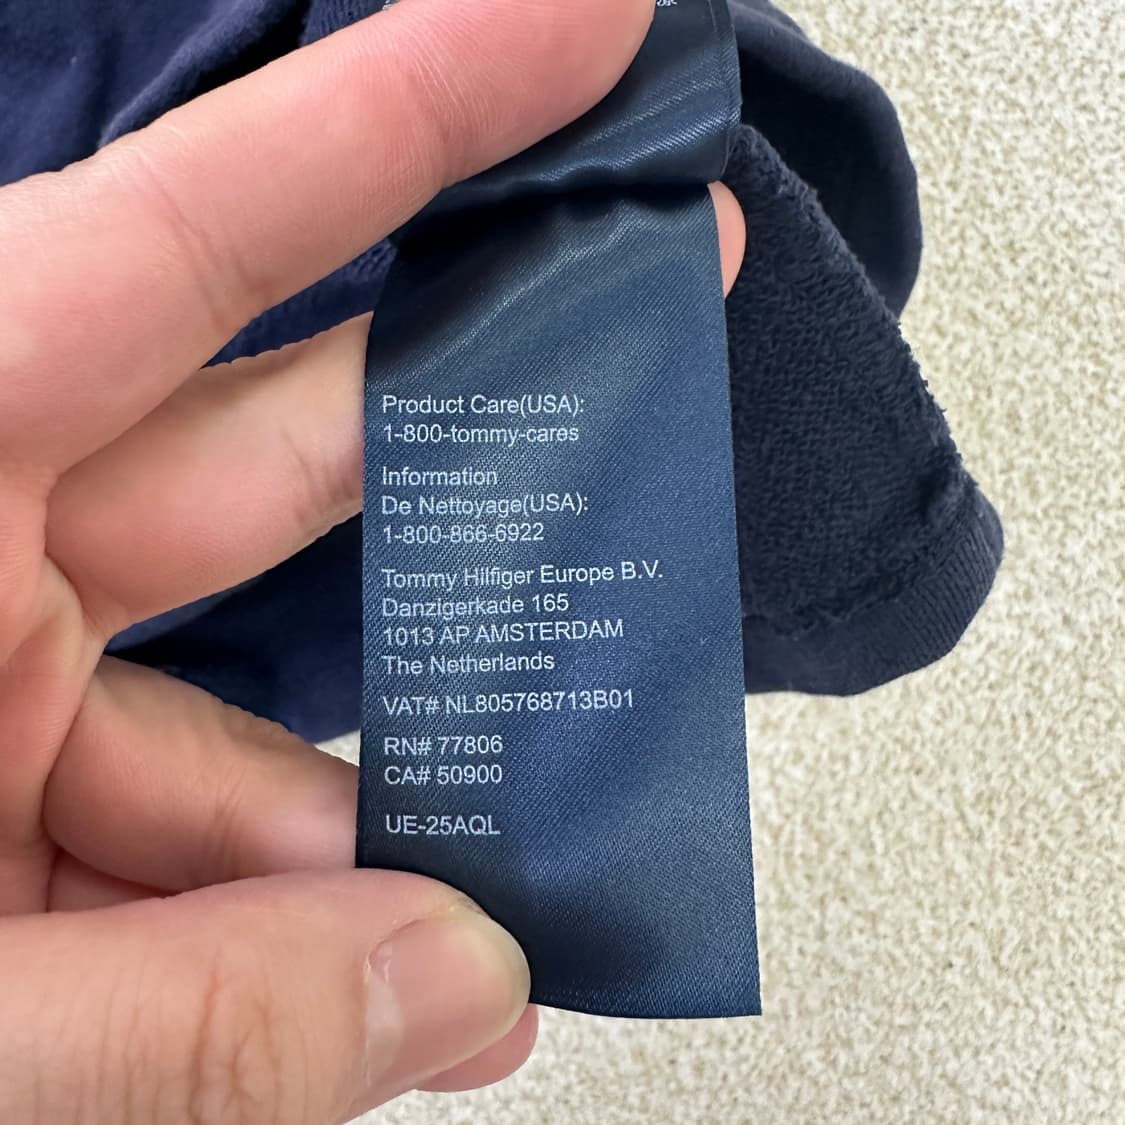 Product Care(USA):
1-800-tommy-cares
Information
De Nettoyage(USA):
1-800-866-6922
Tommy Hilfiger Europe B.V.
Danzigerkade 165
1013 AP AMSTERDAM
The Netherlands
VAT# NL805768713B01
RN# 77806
CA# 50900
UE-25AQL